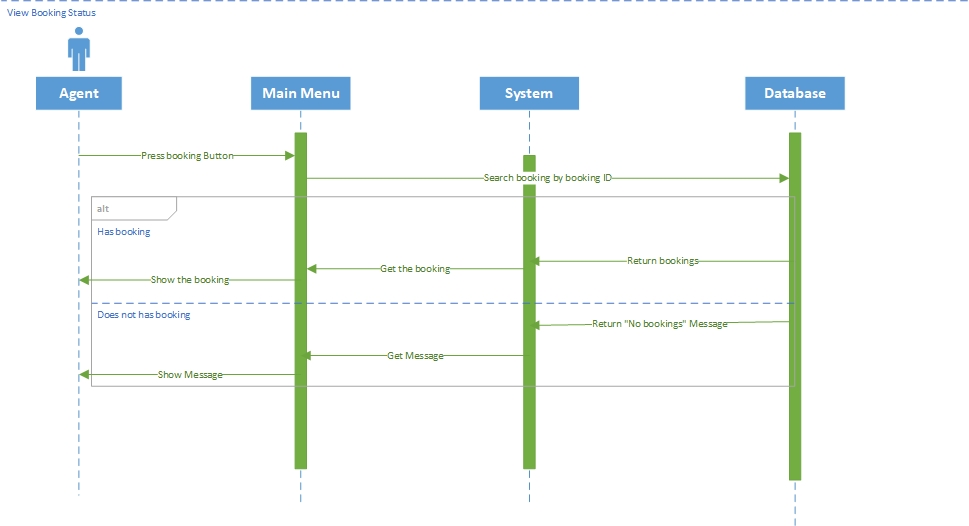 View Booking Status
Agent
Main Menu
System
Database
Press booking Button
Search booking by booking ID
alt
Has booking
Return bookings
Get the booking
Show the booking
Does not has booking
Return "No bookings" Message
Get Message
Show Message